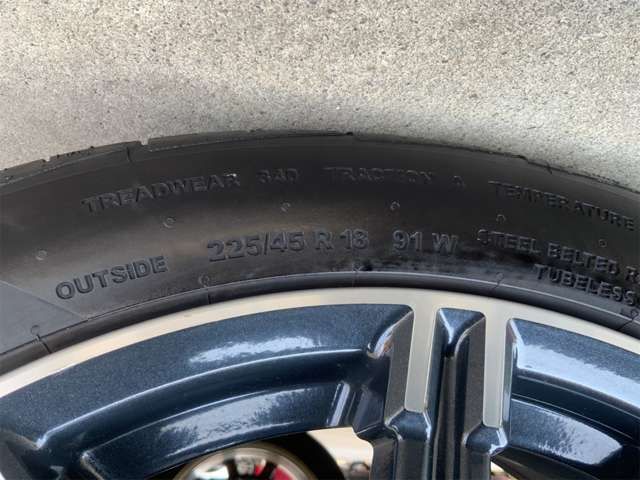 TREADWEAR 340 TRACTION A TEMPERATURE
OUTSIDE 225/45 R 18 91 W STEEL BELTED R
TUBELESS